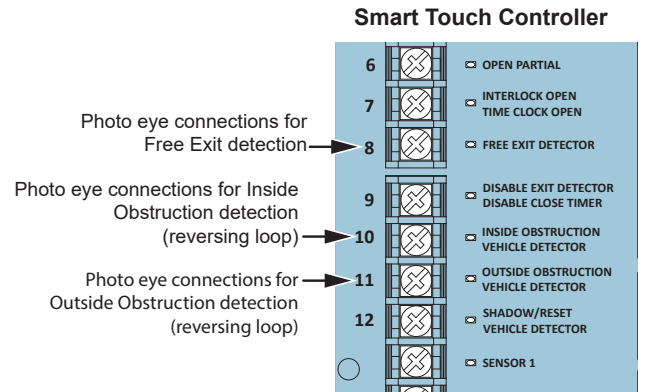 Smart Touch Controller
6 OPEN PARTIAL
7 INTERLOCK OPEN
TIME CLOCK OPEN
Photo eye connections for
Free Exit detection
8 FREE EXIT DETECTOR
9 DISABLE EXIT DETECTOR
DISABLE CLOSE TIMER
Photo eye connections for Inside
Obstruction detection
(reversing loop)
10 INSIDE OBSTRUCTION
VEHICLE DETECTOR
Photo eye connections for
Outside Obstruction detection
(reversing loop)
11 OUTSIDE OBSTRUCTION
VEHICLE DETECTOR
12 SHADOW/RESET
VEHICLE DETECTOR
SENSOR 1